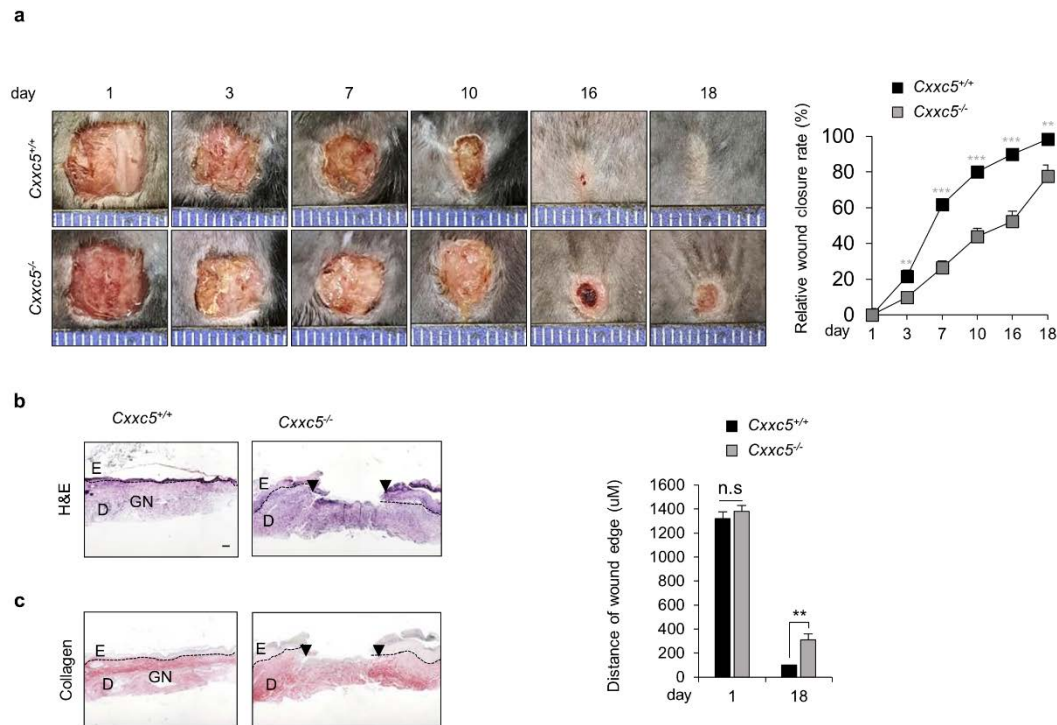 a
day 1 3 7 10 16 18
Cxxc5+/+
Cxxc5-/-
Cxxc5+/+
Cxxc5-/-
Relative wound closure rate (%)
100
80
60
40
20
0
** *** *** *** **
day 1 3 7 10 16 18
b
Cxxc5+/+ Cxxc5-/-
H&E
E
D
GN
E
D
c
Collagen
E
D
GN
E
D
Cxxc5+/+
Cxxc5-/-
Distance of wound edge (uM)
1600
1400
1200
1000
800
600
400
200
0
n.s
**
day 1 18